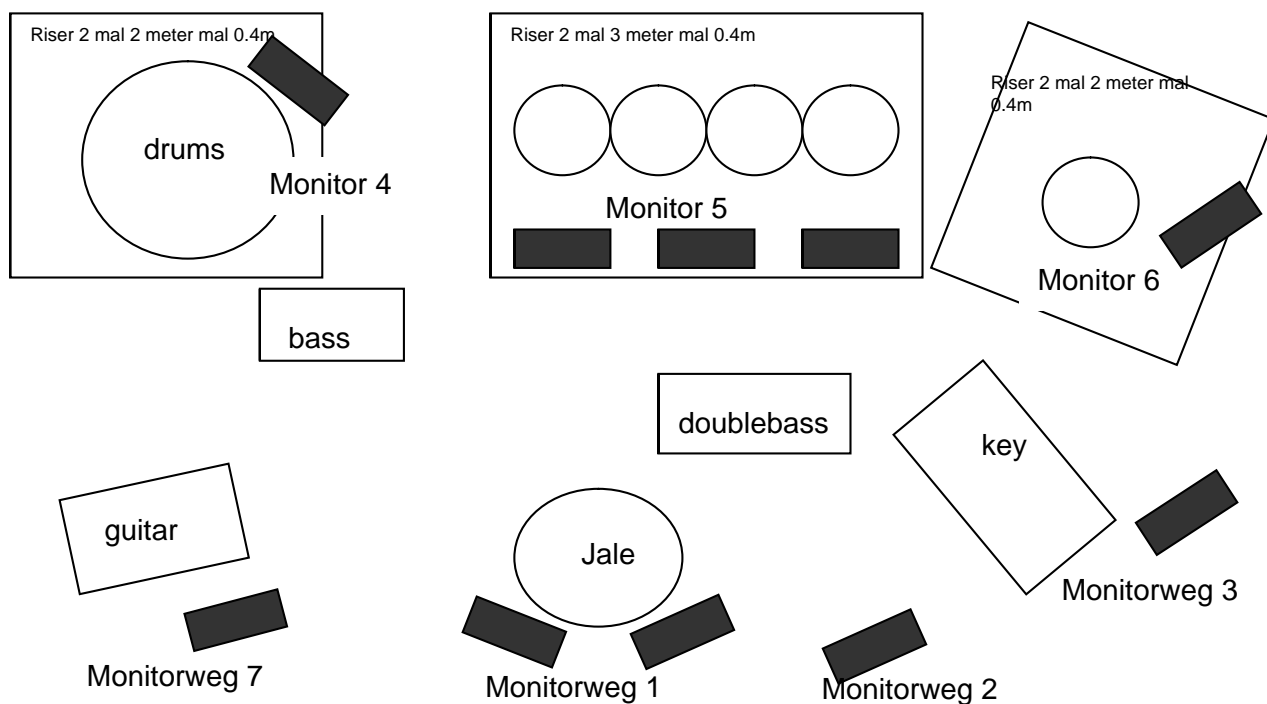 Riser 2 mal 2 meter mal 0.4m
Riser 2 mal 3 meter mal 0.4m
Riser 2 mal 2 meter mal
0.4m
drums
Monitor 4
Monitor 5
Monitor 6
bass
doublebass
key
guitar
Jale
Monitorweg 3
Monitorweg 7
Monitorweg 1
Monitorweg 2